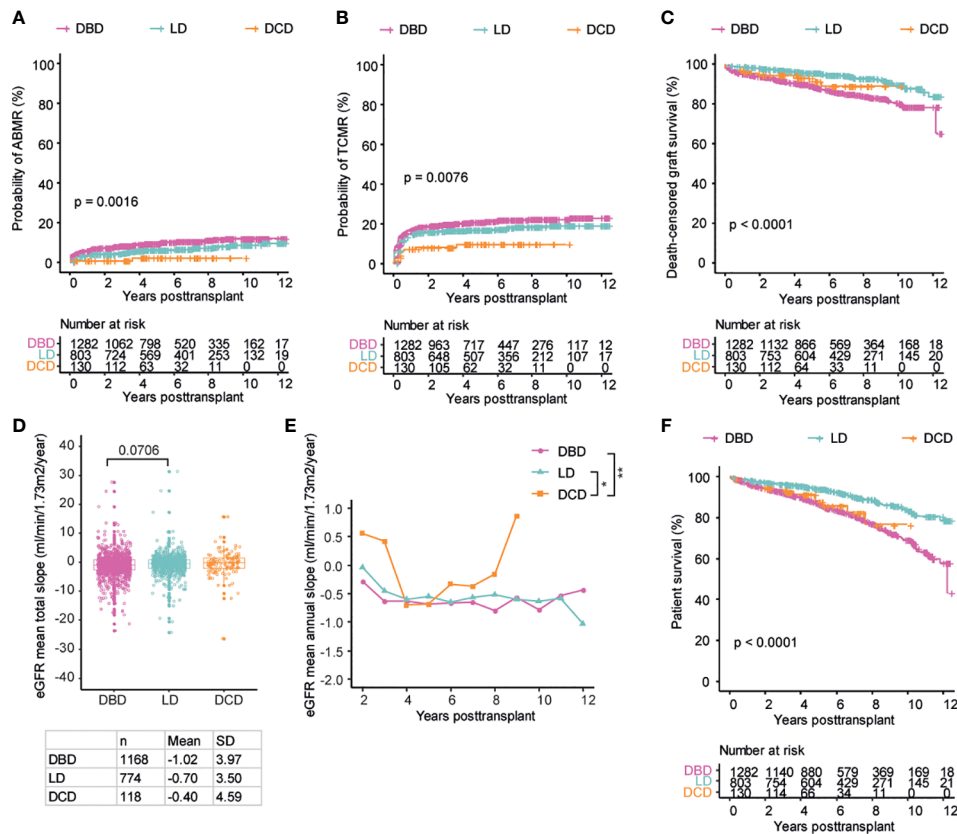 A
DBD LD DCD
100
80
60
40
20
0
Probability of ABMR (%)
p = 0.0016
0 2 4 6 8 10 12
Years posttransplant
Number at risk
DBD 1282 1062 798 520 335 162 17
LD 803 724 569 401 253 132 19
DCD 130 112 63 32 11 0 0
0 2 4 6 8 10 12
Years posttransplant
B
DBD LD DCD
100
80
60
40
20
0
Probability of TCMR (%)
p = 0.0076
0 2 4 6 8 10 12
Years posttransplant
Number at risk
DBD 1282 963 717 447 276 117 12
LD 803 648 507 356 212 107 17
DCD 130 105 62 32 11 0 0
0 2 4 6 8 10 12
Years posttransplant
C
DBD LD DCD
100
80
60
40
20
0
Death-censored graft survival (%)
p < 0.0001
0 2 4 6 8 10 12
Years posttransplant
Number at risk
DBD 1282 1132 866 569 364 168 18
LD 803 753 604 429 271 145 20
DCD 130 112 64 33 11 0 0
0 2 4 6 8 10 12
Years posttransplant
D
40
30
20
10
0
-10
-20
-30
-40
eGFR mean total slope (ml/min/1.73m2/year)
0.0706
DBD LD DCD
n Mean SD
DBD 1168 -1.02 3.97
LD 774 -0.70 3.50
DCD 118 -0.40 4.59
E
DBD
LD
DCD
*
**
1.0
0.5
0.0
-0.5
-1.0
-1.5
-2.0
eGFR mean annual slope (ml/min/1.73m2/year)
2 4 6 8 10 12
Years posttransplant
F
DBD LD DCD
100
80
60
40
20
0
Patient survival (%)
p < 0.0001
0 2 4 6 8 10 12
Years posttransplant
Number at risk
DBD 1282 1140 880 579 369 169 18
LD 803 754 604 429 271 145 21
DCD 130 114 66 34 11 0 0
0 2 4 6 8 10 12
Years posttransplant